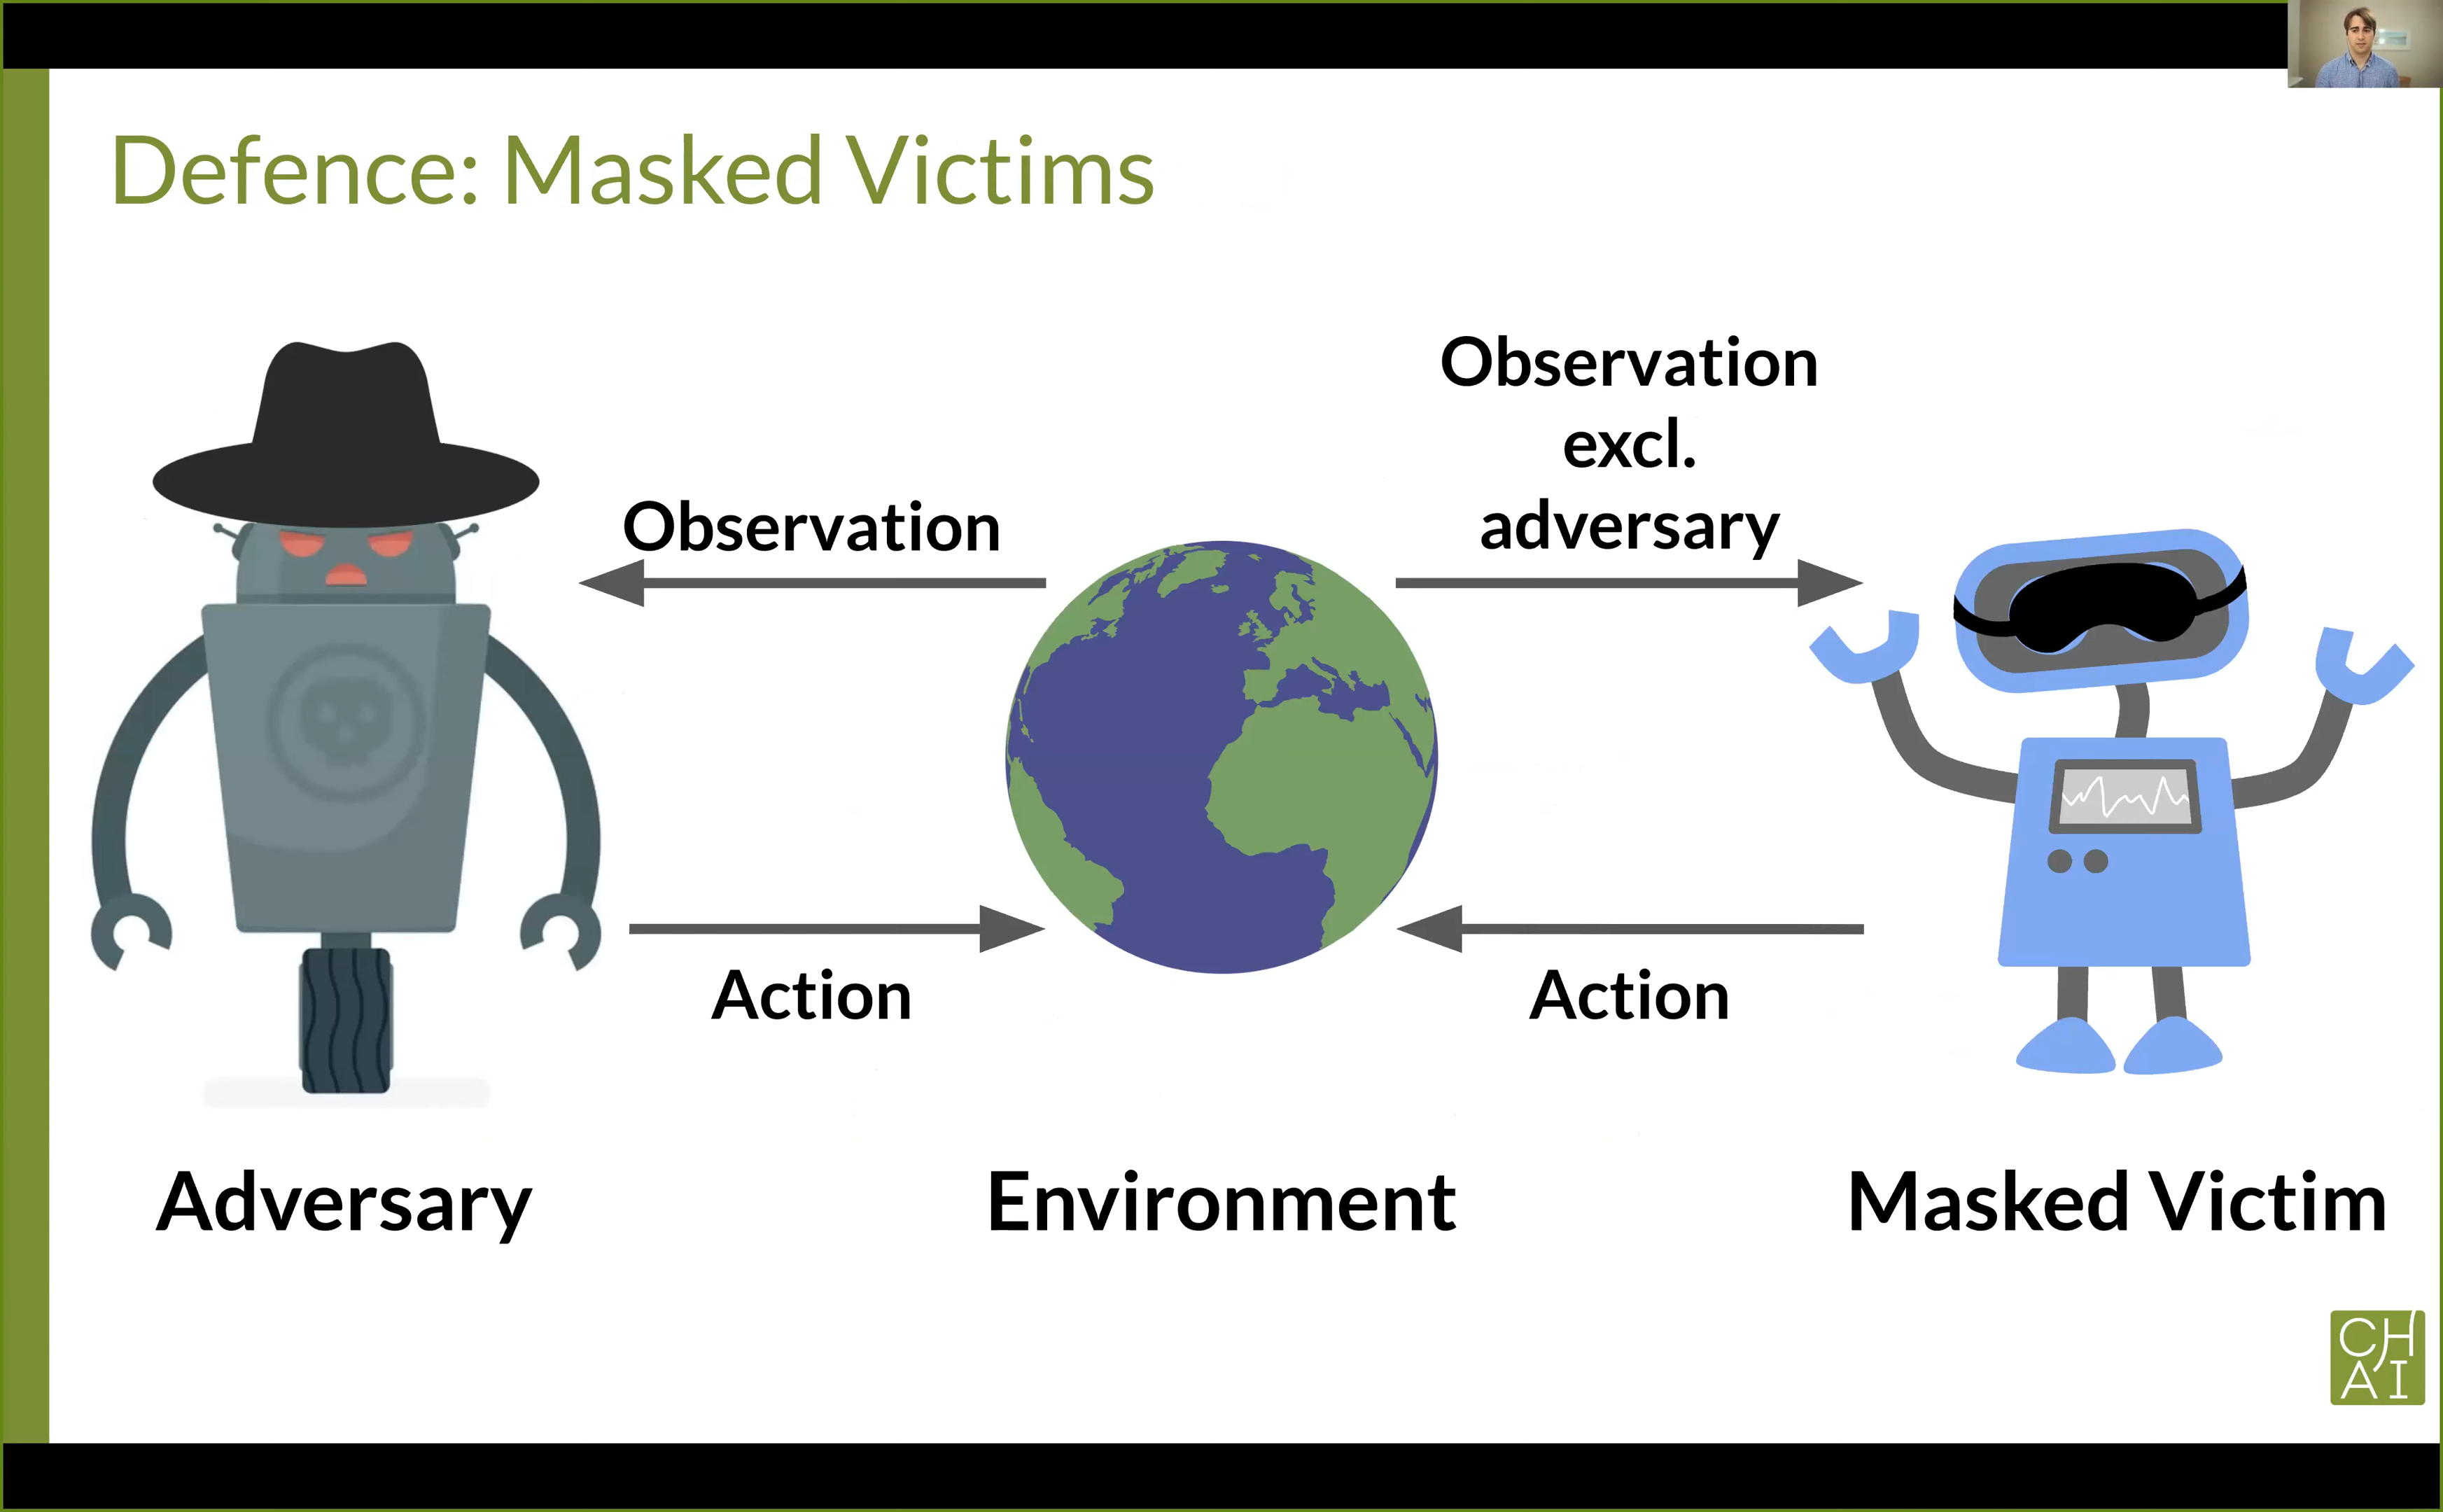 Defence: Masked Victims
Observation
Observation
excl.
adversary
Action
Action
Adversary
Environment
Masked Victim
CH
AI